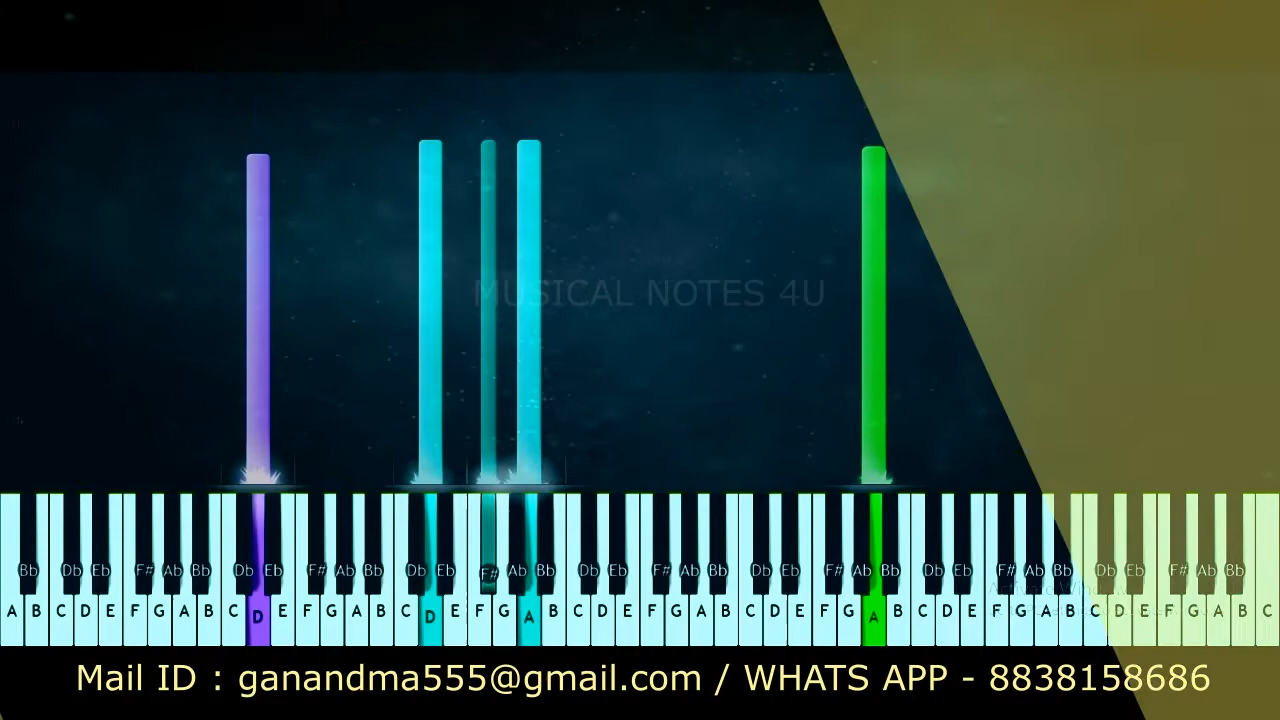 MUSICAL NOTES 4U
Bb Db Eb F# Ab Bb Db Eb F# Ab Bb Db Eb F# Ab Bb Db Eb F# Ab Bb Db Eb F# Ab Bb Db Eb F# Ab Bb Db Eb F# Ab Bb
A B C D E F G A B C D E F G A B C D E F G A B C D E F G A B C D E F G A B C D E F G A B C D E F G A B C
Mail ID : ganandma555@gmail.com / WHATS APP - 8838158686